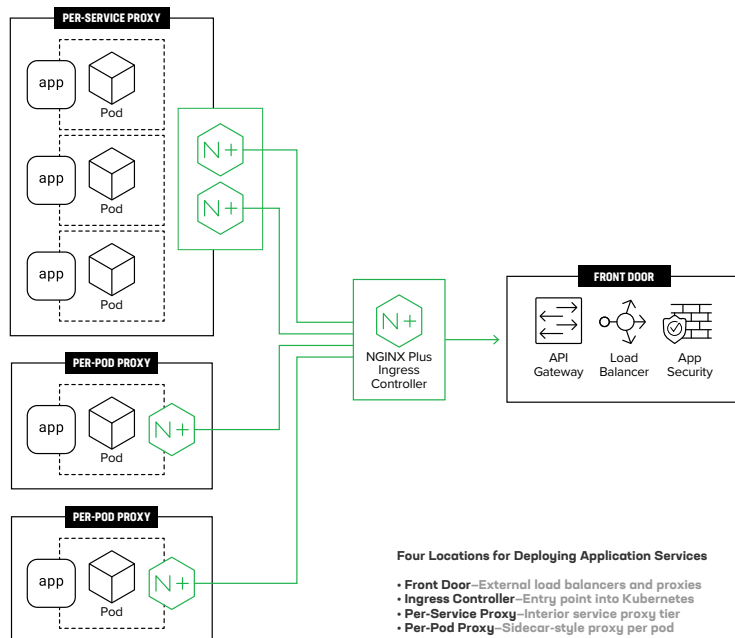 PER-SERVICE PROXY
app
Pod
app
Pod
app
Pod
N+
N+
PER-POD PROXY
app
Pod
N+
PER-POD PROXY
app
Pod
N+
N+
NGINX Plus
Ingress
Controller
FRONT DOOR
API
Gateway
Load
Balancer
App
Security
Four Locations for Deploying Application Services
• Front Door–External load balancers and proxies
• Ingress Controller–Entry point into Kubernetes
• Per-Service Proxy–Interior service proxy tier
• Per-Pod Proxy–Sidecar-style proxy per pod